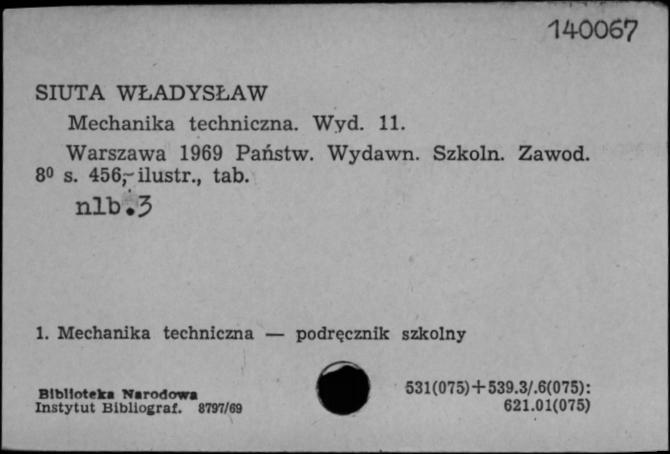 140067
SIUTA WŁADYSŁAW
Mechanika techniczna. Wyd. 11.
Warszawa 1969 Państw. Wydawn. Szkoln. Zawod.
8⁰ s. 456, ilustr., tab.
nlb.3
1. Mechanika techniczna — podręcznik szkolny
Biblioteka Narodowa
Instytut Bibliograf. 8797/69
531(075)+539.3/.6(075):
621.01(075)